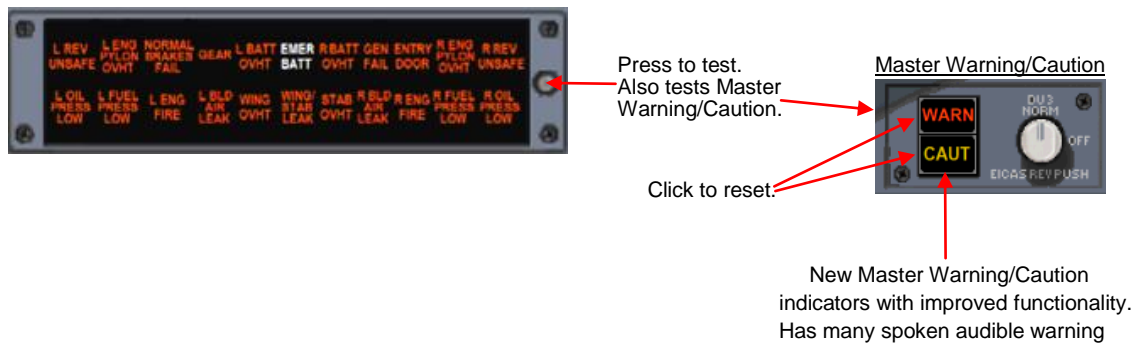 L REV UNSAFE L ENG PYLON OVHT NORMAL BRAKES FAIL GEAR L BATT OVHT EMER BATT R BATT OVHT GEN FAIL ENTRY DOOR R ENG PYLON OVHT R REV UNSAFE
L OIL PRESS LOW L FUEL PRESS LOW L ENG FIRE L BLD AIR LEAK WING OVHT WING/ STAB LEAK STAB OVHT R BLD AIR LEAK R ENG FIRE R FUEL PRESS LOW R OIL PRESS LOW
Press to test.
Also tests Master
Warning/Caution.
Click to reset.
Master Warning/Caution
WARN
CAUT
DU3
NORM
OFF
EICAS REV PUSH
New Master Warning/Caution
indicators with improved functionality.
Has many spoken audible warning